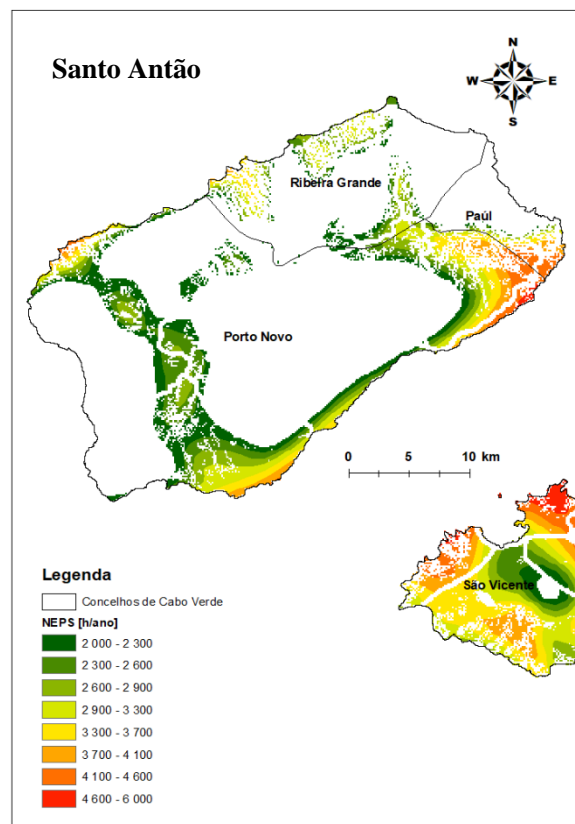 Santo Antão
N
W
E
S
Ribeira Grande
Paúl
Porto Novo
0 5 10 km
São Vicente
Legenda
Concelhos de Cabo Verde
NEPS [h/ano]
2 000 - 2 300
2 300 - 2 600
2 600 - 2 900
2 900 - 3 300
3 300 - 3 700
3 700 - 4 100
4 100 - 4 600
4 600 - 6 000